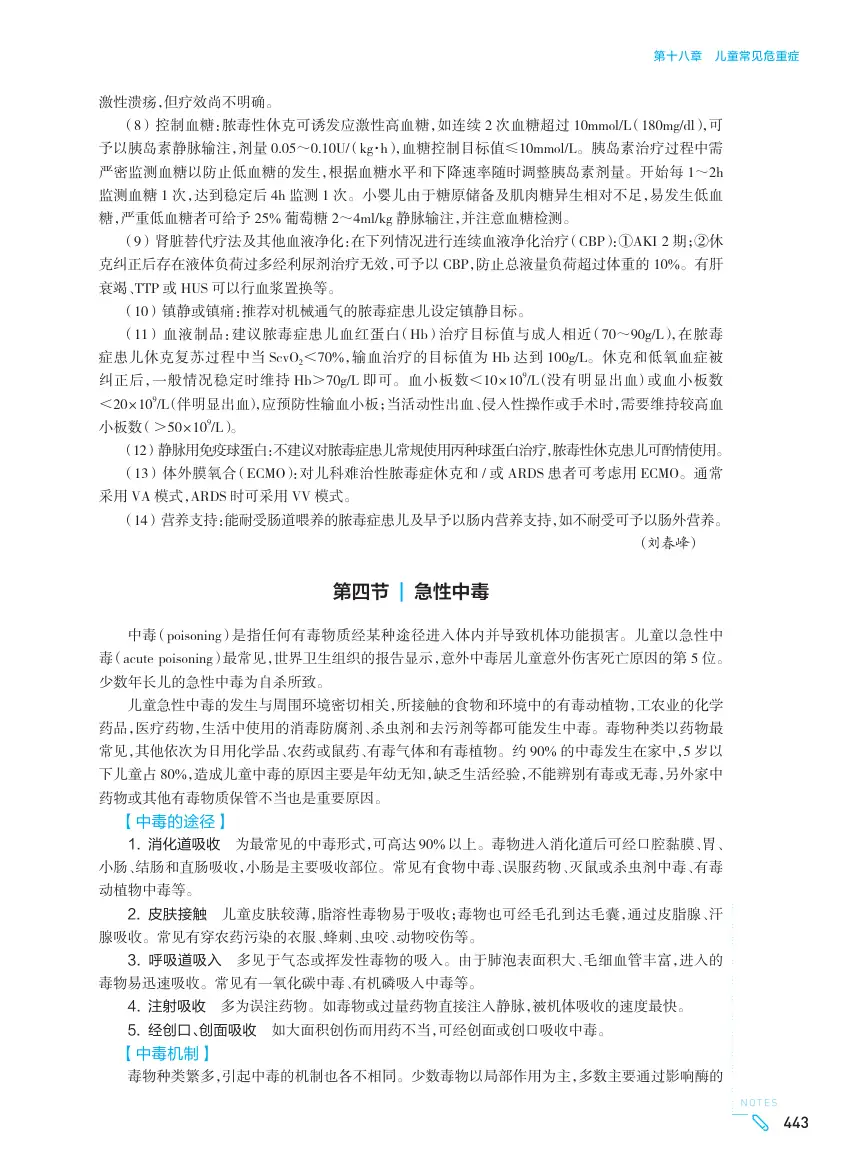 第十八章 儿童常见危重症
激性溃疡,但疗效尚不明确。
(8)控制血糖:脓毒性休克可诱发应激性高血糖,如连续 2 次血糖超过 10mmol/L(180mg/dl),可
予以胰岛素静脉输注,剂量 0.05～0.10U/(kg·h),血糖控制目标值≤10mmol/L。胰岛素治疗过程中需
严密监测血糖以防止低血糖的发生,根据血糖水平和下降速率随时调整胰岛素剂量。开始每 1～2h
监测血糖 1 次,达到稳定后 4h 监测 1 次。小婴儿由于糖原储备及肌肉糖异生相对不足,易发生低血
糖,严重低血糖者可给予 25% 葡萄糖 2～4ml/kg 静脉输注,并注意血糖检测。
(9)肾脏替代疗法及其他血液净化:在下列情况进行连续血液净化治疗(CBP):①AKI 2 期;②休
克纠正后存在液体负荷过多经利尿剂治疗无效,可予以 CBP,防止总液量负荷超过体重的 10%。有肝
衰竭、TTP 或 HUS 可以行血浆置换等。
(10)镇静或镇痛:推荐对机械通气的脓毒症患儿设定镇静目标。
(11)血液制品:建议脓毒症患儿血红蛋白(Hb)治疗目标值与成人相近(70～90g/L),在脓毒
症患儿休克复苏过程中当 ScvO₂＜70%,输血治疗的目标值为 Hb 达到 100g/L。休克和低氧血症被
纠正后,一般情况稳定时维持 Hb＞70g/L 即可。血小板数＜10×10⁹/L(没有明显出血)或血小板数
＜20×10⁹/L(伴明显出血),应预防性输血小板;当活动性出血、侵入性操作或手术时,需要维持较高血
小板数(＞50×10⁹/L)。
(12)静脉用免疫球蛋白:不建议对脓毒症患儿常规使用丙种球蛋白治疗,脓毒性休克患儿可酌情使用。
(13)体外膜氧合(ECMO):对儿科难治性脓毒症休克和 / 或 ARDS 患者可考虑用 ECMO。通常
采用 VA 模式,ARDS 时可采用 VV 模式。
(14)营养支持:能耐受肠道喂养的脓毒症患儿及早予以肠内营养支持,如不耐受可予以肠外营养。
(刘春峰)
第四节 | 急性中毒
中毒(poisoning)是指任何有毒物质经某种途径进入体内并导致机体功能损害。儿童以急性中
毒(acute poisoning)最常见,世界卫生组织的报告显示,意外中毒居儿童意外伤害死亡原因的第 5 位。
少数年长儿的急性中毒为自杀所致。
儿童急性中毒的发生与周围环境密切相关,所接触的食物和环境中的有毒动植物,工农业的化学
药品,医疗药物,生活中使用的消毒防腐剂、杀虫剂和去污剂等都可能发生中毒。毒物种类以药物最
常见,其他依次为日用化学品、农药或鼠药、有毒气体和有毒植物。约 90% 的中毒发生在家中,5 岁以
下儿童占 80%,造成儿童中毒的原因主要是年幼无知,缺乏生活经验,不能辨别有毒或无毒,另外家中
药物或其他有毒物质保管不当也是重要原因。
【中毒的途径】
1. 消化道吸收 为最常见的中毒形式,可高达 90% 以上。毒物进入消化道后可经口腔黏膜、胃、
小肠、结肠和直肠吸收,小肠是主要吸收部位。常见有食物中毒、误服药物、灭鼠或杀虫剂中毒、有毒
动植物中毒等。
2. 皮肤接触 儿童皮肤较薄,脂溶性毒物易于吸收;毒物也可经毛孔到达毛囊,通过皮脂腺、汗
腺吸收。常见有穿农药污染的衣服、蜂刺、虫咬、动物咬伤等。
3. 呼吸道吸入 多见于气态或挥发性毒物的吸入。由于肺泡表面积大、毛细血管丰富,进入的
毒物易迅速吸收。常见有一氧化碳中毒、有机磷吸入中毒等。
4. 注射吸收 多为误注药物。如毒物或过量药物直接注入静脉,被机体吸收的速度最快。
5. 经创口、创面吸收 如大面积创伤而用药不当,可经创面或创口吸收中毒。
【中毒机制】
毒物种类繁多,引起中毒的机制也各不相同。少数毒物以局部作用为主,多数主要通过影响酶的
NOTES
443